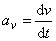 a_v = dv/dt